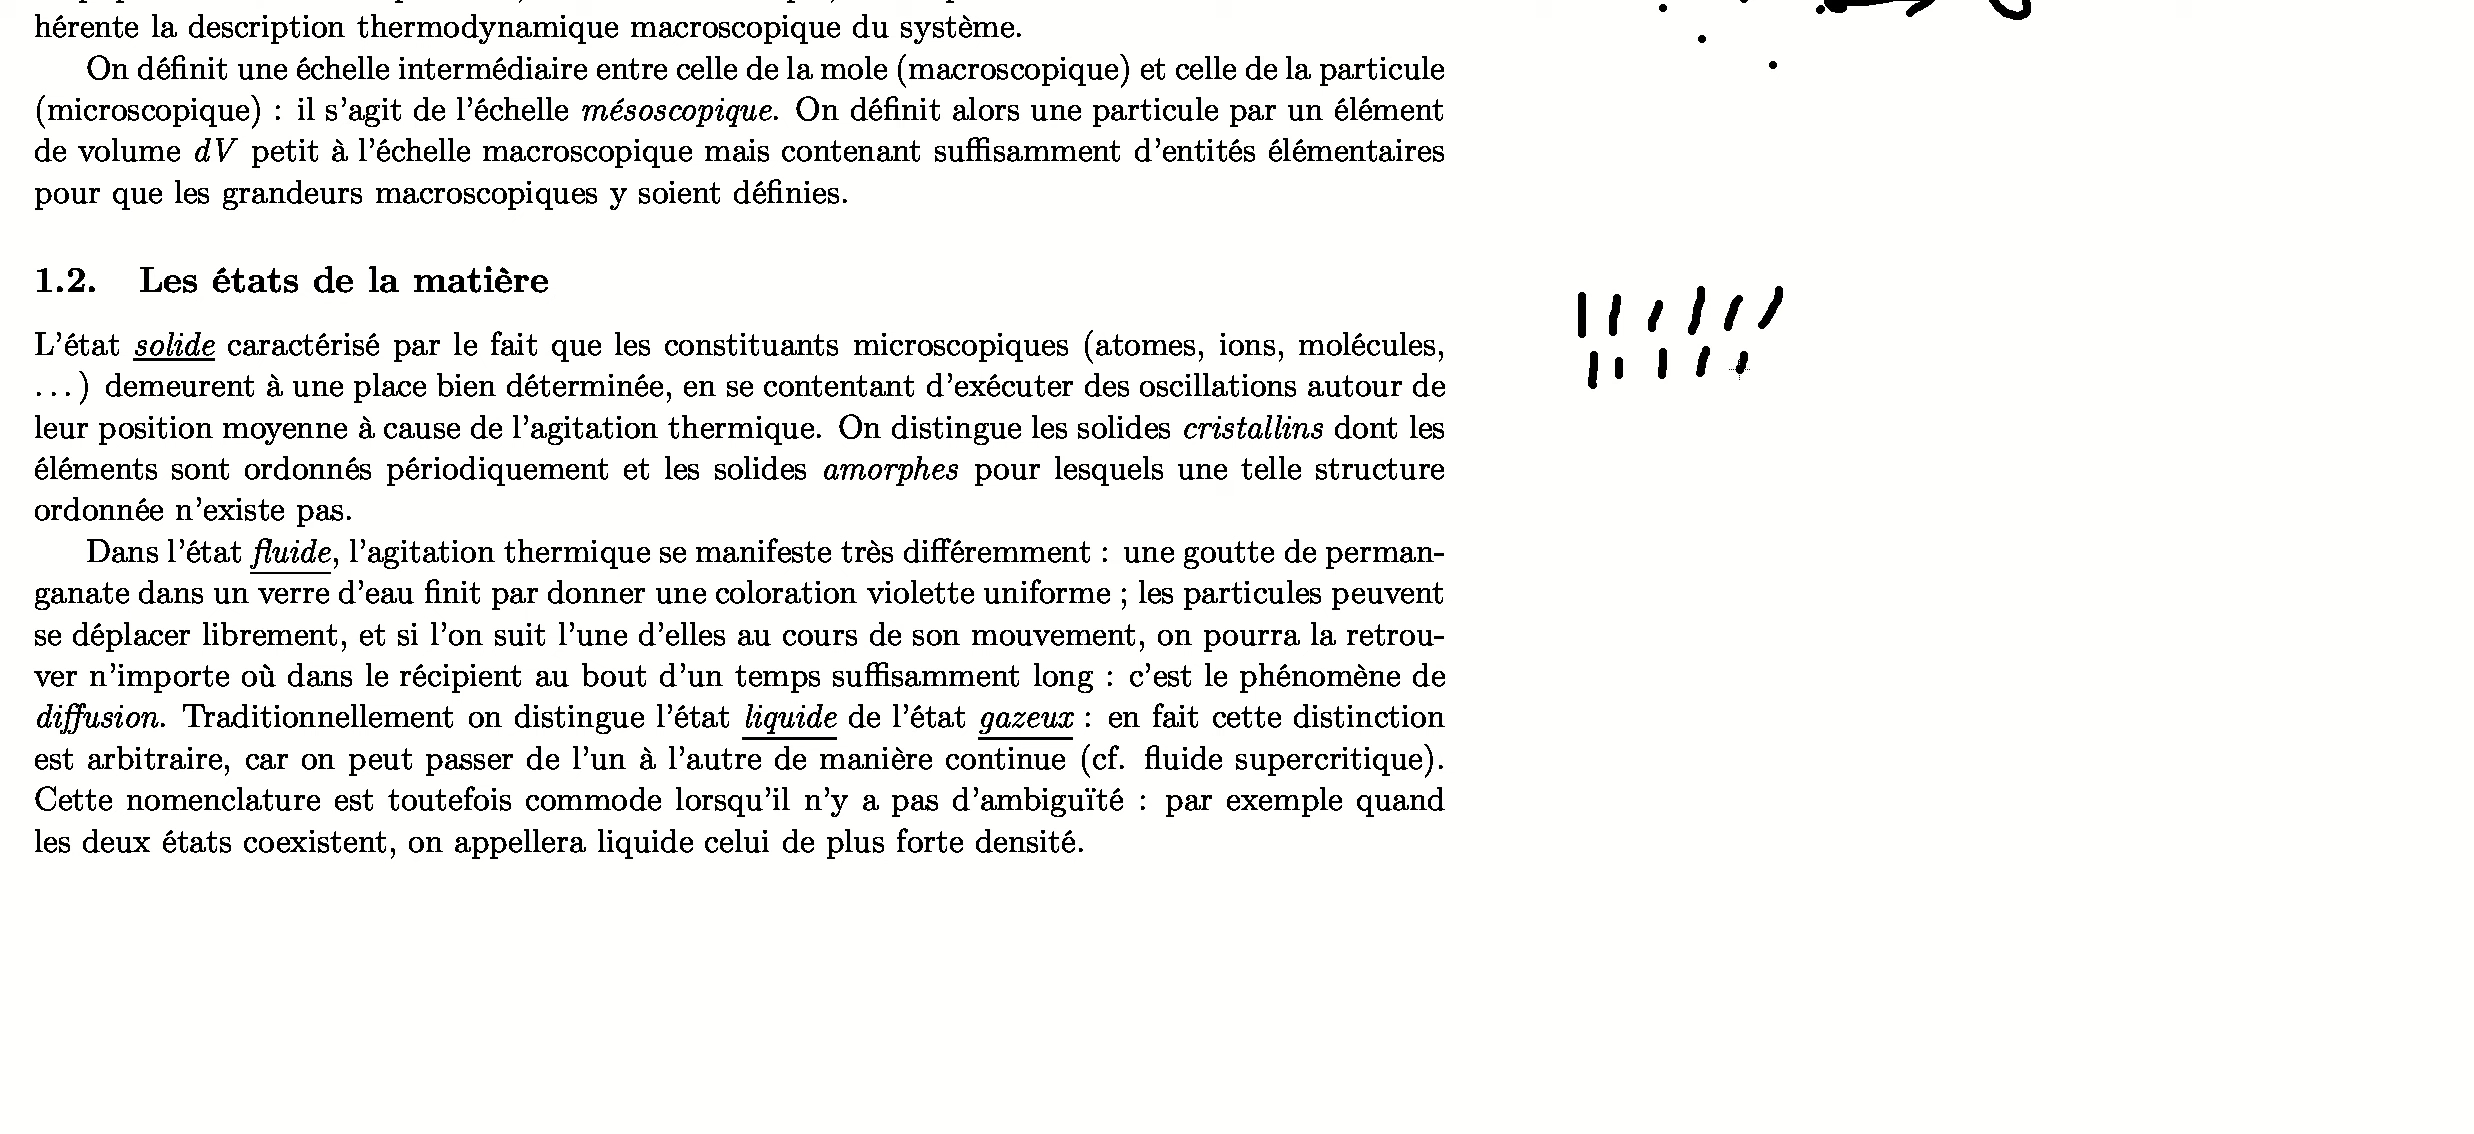 hérente la description thermodynamique macroscopique du système.
On définit une échelle intermédiaire entre celle de la mole (macroscopique) et celle de la particule
(microscopique) : il s'agit de l'échelle mésoscopique. On définit alors une particule par un élément
de volume dV petit à l'échelle macroscopique mais contenant suffisamment d'entités élémentaires
pour que les grandeurs macroscopiques y soient définies.
1.2. Les états de la matière
L'état solide caractérisé par le fait que les constituants microscopiques (atomes, ions, molécules,
...) demeurent à une place bien déterminée, en se contentant d'exécuter des oscillations autour de
leur position moyenne à cause de l'agitation thermique. On distingue les solides cristallins dont les
éléments sont ordonnés périodiquement et les solides amorphes pour lesquels une telle structure
ordonnée n'existe pas.
Dans l'état fluide, l'agitation thermique se manifeste très différemment : une goutte de perman-
ganate dans un verre d'eau finit par donner une coloration violette uniforme ; les particules peuvent
se déplacer librement, et si l'on suit l'une d'elles au cours de son mouvement, on pourra la retrou-
ver n'importe où dans le récipient au bout d'un temps suffisamment long : c'est le phénomène de
diffusion. Traditionnellement on distingue l'état liquide de l'état gazeux : en fait cette distinction
est arbitraire, car on peut passer de l'un à l'autre de manière continue (cf. fluide supercritique).
Cette nomenclature est toutefois commode lorsqu'il n'y a pas d'ambiguïté : par exemple quand
les deux états coexistent, on appellera liquide celui de plus forte densité.